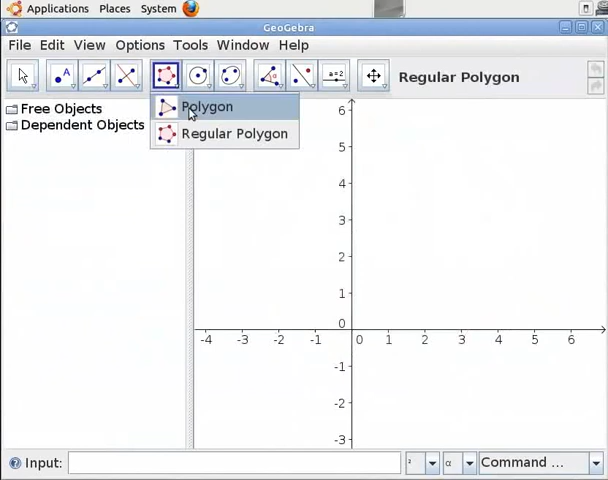 Applications Places System
GeoGebra
File Edit View Options Tools Window Help
A α a=2 Regular Polygon
Free Objects
Dependent Objects
Polygon
Regular Polygon
6
5
4
3
2
1
0
-4 -3 -2 -1 0 1 2 3 4 5 6
-1
-2
-3
Input: ² α Command ...